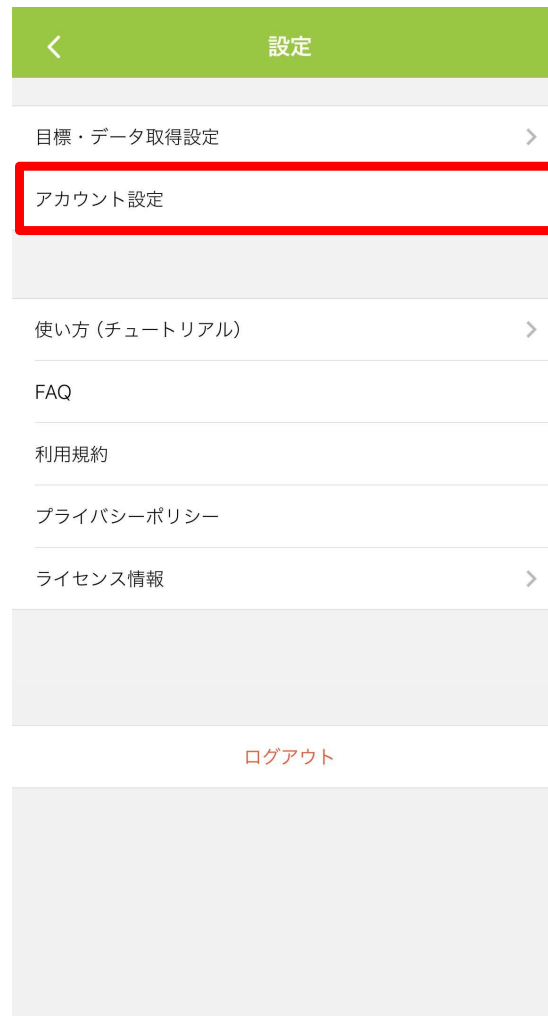 設定
目標・データ取得設定
アカウント設定
使い方 (チュートリアル)
FAQ
利用規約
プライバシーポリシー
ライセンス情報
ログアウト